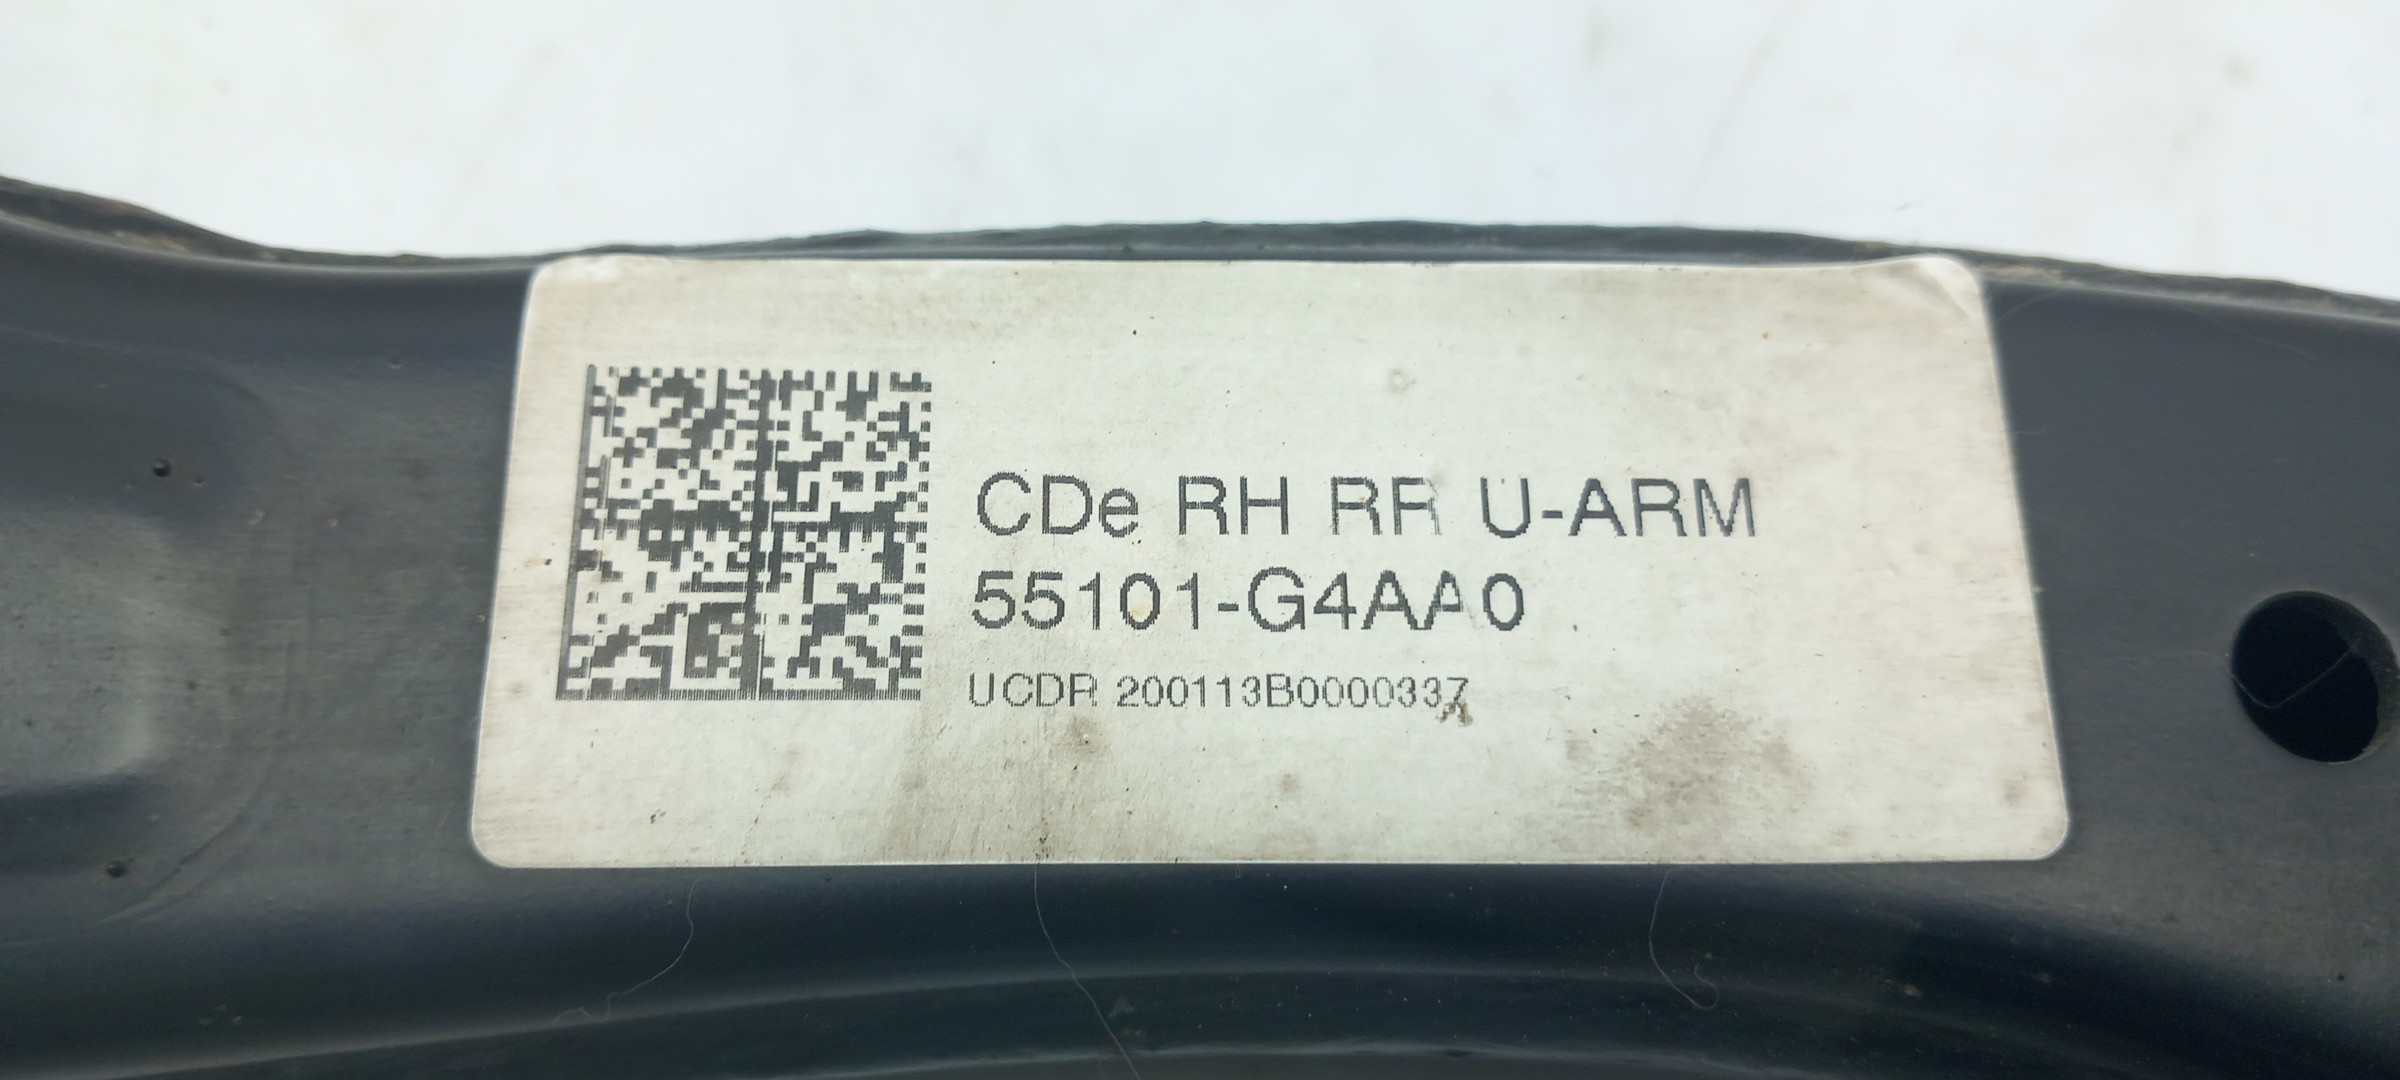 CDe RH RR U-ARM
55101-G4AA0
UCDR 200113B0000337